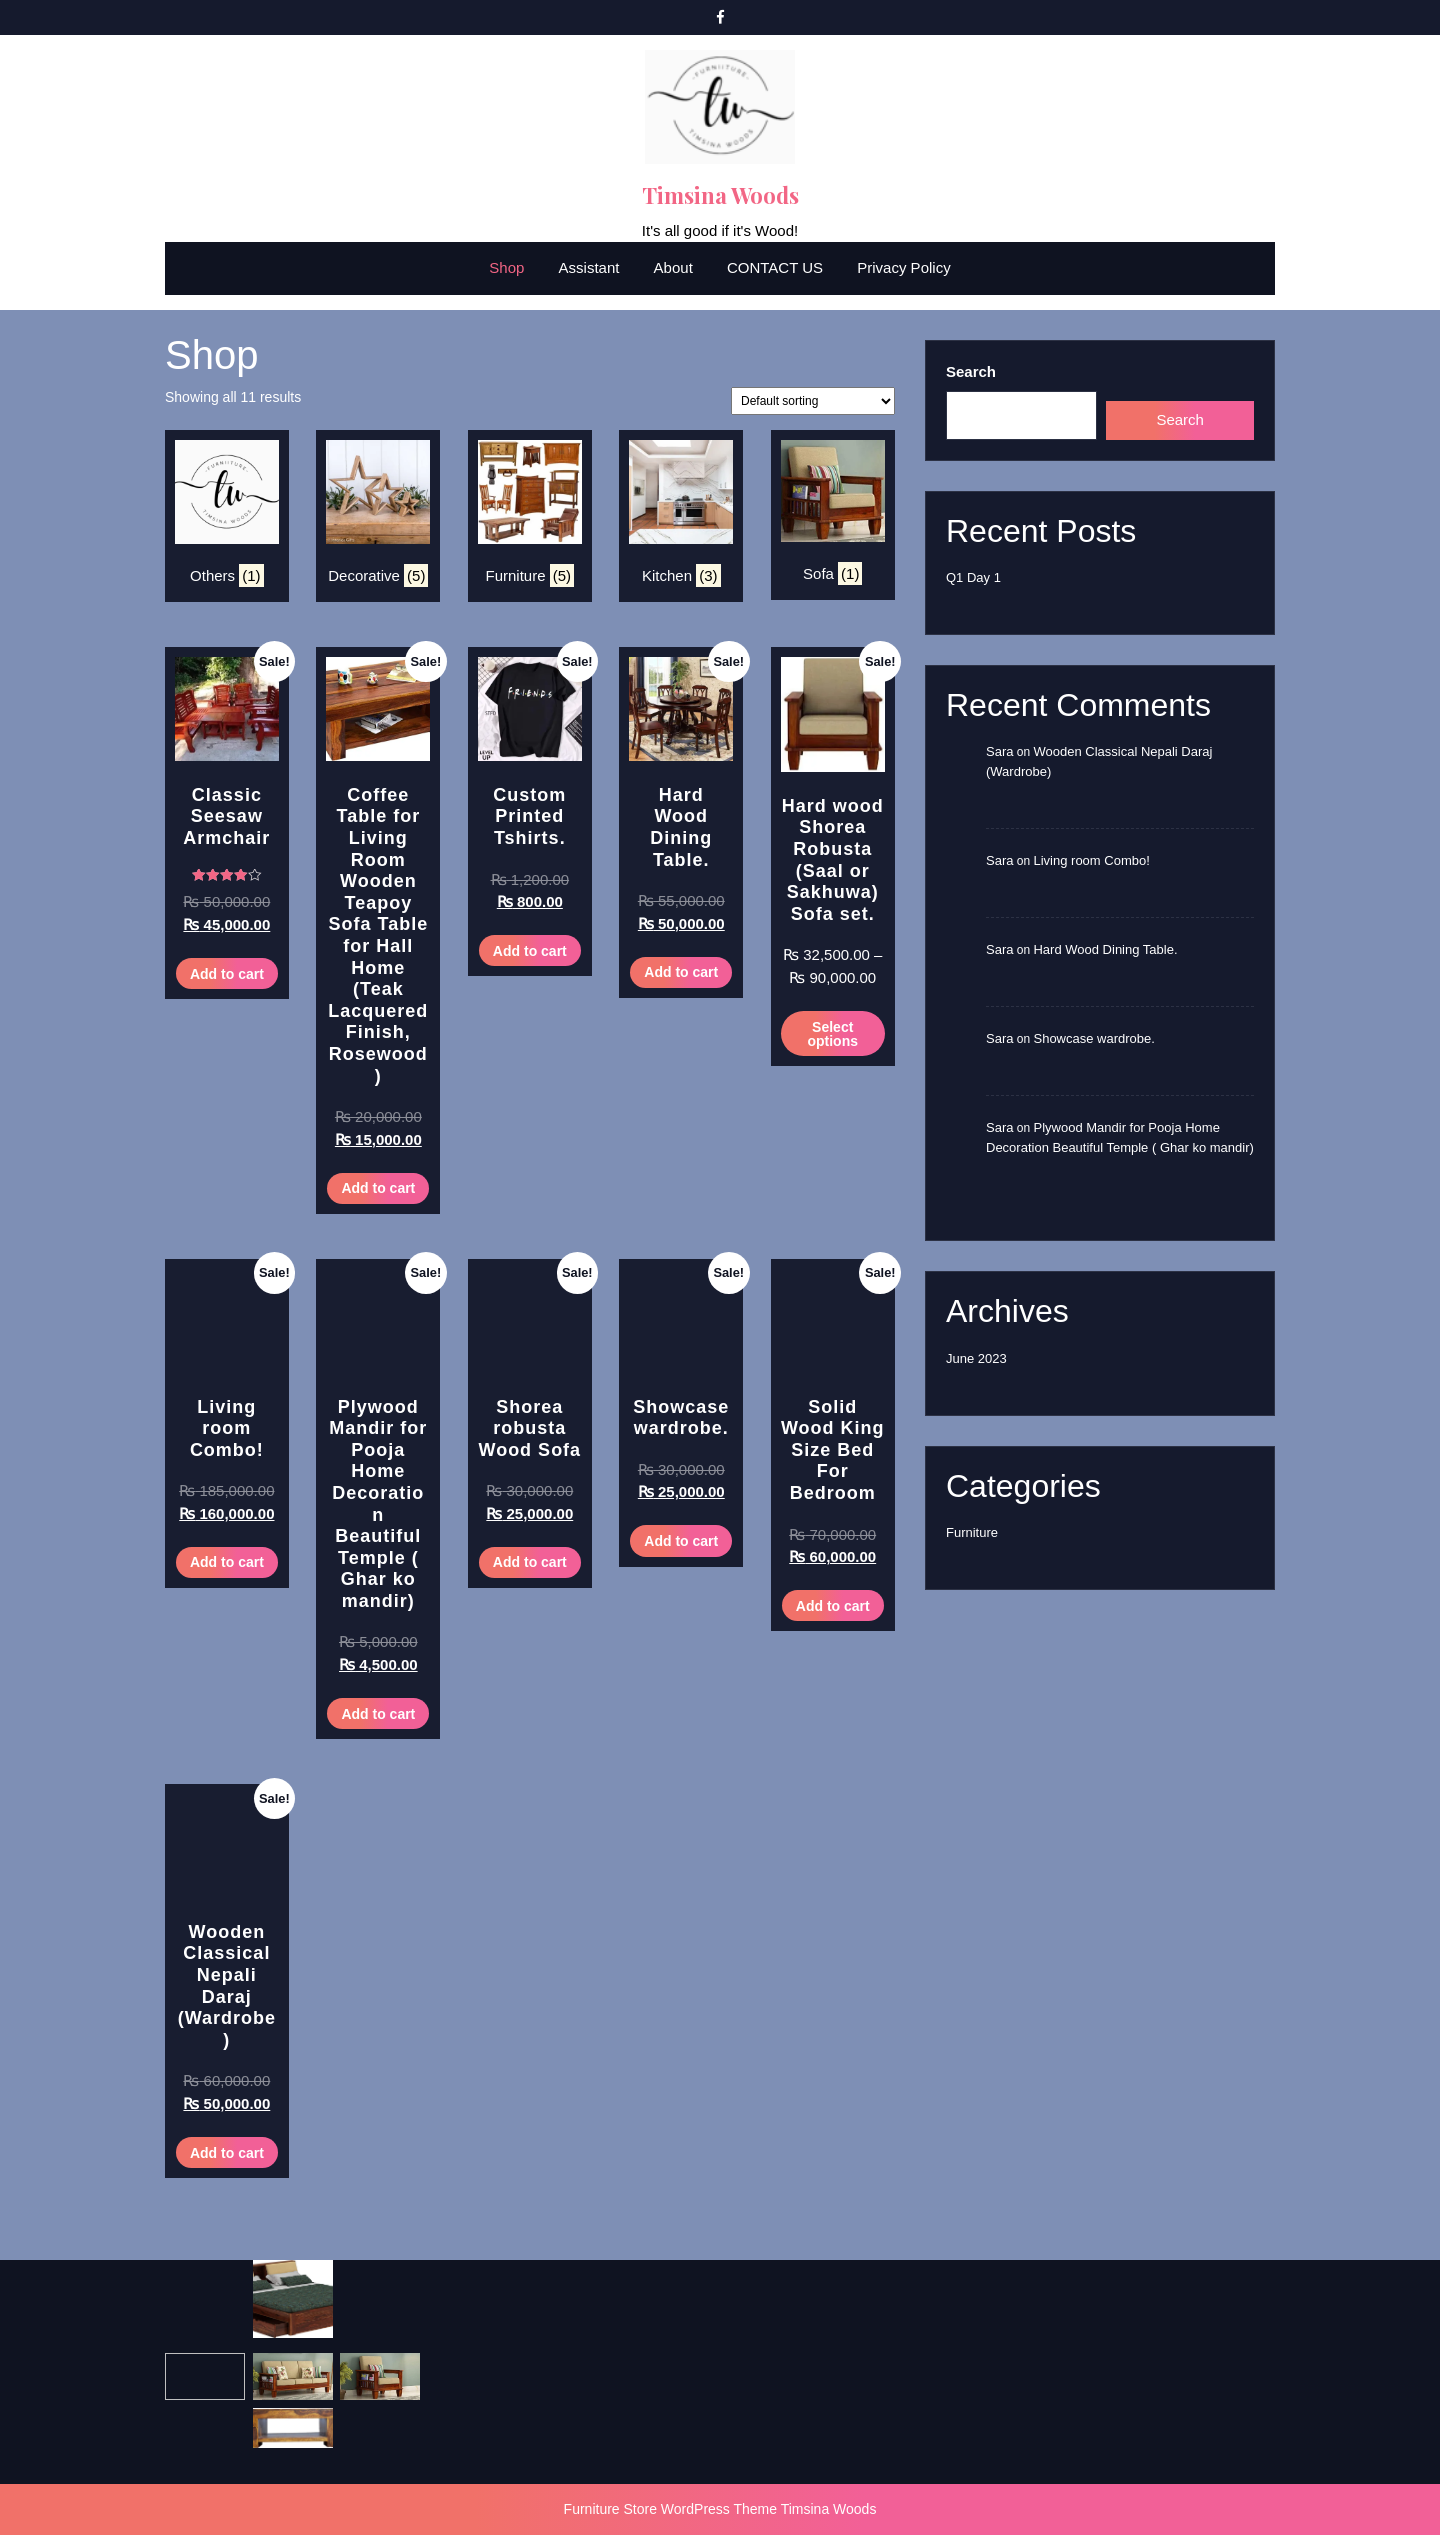 FURNIITURE
tw
TIMSINA WOODS
Timsina Woods
It's all good if it's Wood!
Shop
Assistant
About
CONTACT US
Privacy Policy
Shop
Showing all 11 results
Default sorting
FURNIITURE
tw
TIMSINA WOODS
Others (1)
Decorative (5)
Furniture (5)
Kitchen (3)
Sofa (1)
Sale!
Classic
Seesaw
Armchair
₨ 50,000.00
₨ 45,000.00
Add to cart
Sale!
Coffee
Table for
Living
Room
Wooden
Teapoy
Sofa Table
for Hall
Home
(Teak
Lacquered
Finish,
Rosewood
)
₨ 20,000.00
₨ 15,000.00
Add to cart
Sale!
F·R·I·E·N·D·S
LEVEL
UP
Custom
Printed
Tshirts.
₨ 1,200.00
₨ 800.00
Add to cart
Sale!
Hard
Wood
Dining
Table.
₨ 55,000.00
₨ 50,000.00
Add to cart
Sale!
Hard wood
Shorea
Robusta
(Saal or
Sakhuwa)
Sofa set.
₨ 32,500.00 –
₨ 90,000.00
Select
options
Sale!
Living
room
Combo!
₨ 185,000.00
₨ 160,000.00
Add to cart
Sale!
Plywood
Mandir for
Pooja
Home
Decoratio
n
Beautiful
Temple (
Ghar ko
mandir)
₨ 5,000.00
₨ 4,500.00
Add to cart
Sale!
Shorea
robusta
Wood Sofa
₨ 30,000.00
₨ 25,000.00
Add to cart
Sale!
Showcase
wardrobe.
₨ 30,000.00
₨ 25,000.00
Add to cart
Sale!
Solid
Wood King
Size Bed
For
Bedroom
₨ 70,000.00
₨ 60,000.00
Add to cart
Sale!
Wooden
Classical
Nepali
Daraj
(Wardrobe
)
₨ 60,000.00
₨ 50,000.00
Add to cart
Search
Search
Recent Posts
Q1 Day 1
Recent Comments
Sara on Wooden Classical Nepali Daraj
(Wardrobe)
Sara on Living room Combo!
Sara on Hard Wood Dining Table.
Sara on Showcase wardrobe.
Sara on Plywood Mandir for Pooja Home
Decoration Beautiful Temple ( Ghar ko mandir)
Archives
June 2023
Categories
Furniture
Furniture Store WordPress Theme Timsina Woods